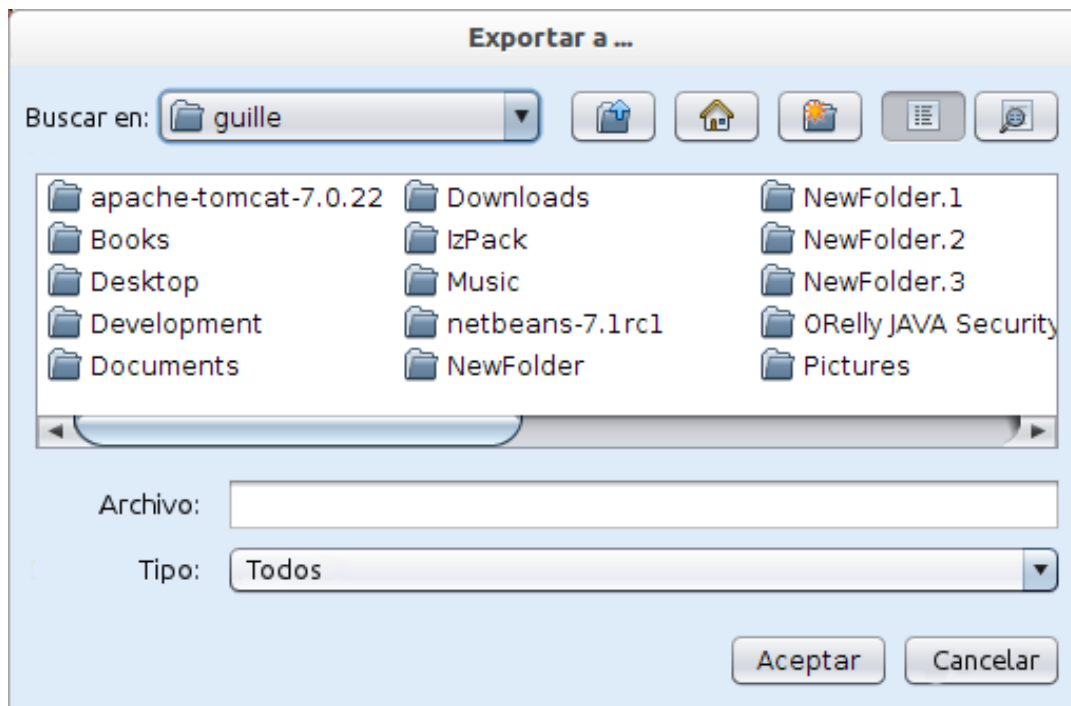 Exportar a ...
Buscar en: guille
apache-tomcat-7.0.22 Downloads NewFolder.1
Books IzPack NewFolder.2
Desktop Music NewFolder.3
Development netbeans-7.1rc1 ORelly JAVA Security
Documents NewFolder Pictures
Archivo:
Tipo: Todos
Aceptar Cancelar